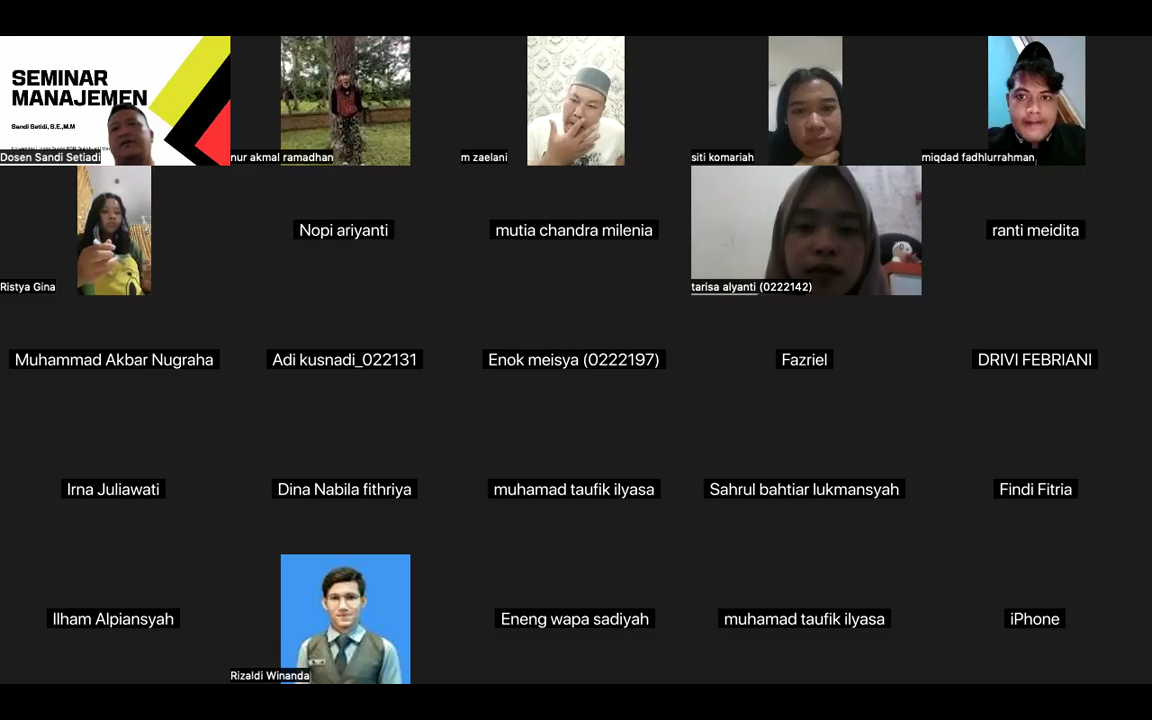 SEMINAR
MANAJEMEN
Sandi Setidi, S.E.,M.M
Dosen Sandi Setiadi
nur akmal ramadhan
m zaelani
siti komariah
miqdad fadhlurrahman
Ristya Gina
Nopi ariyanti
mutia chandra milenia
tarisa alyanti (0222142)
ranti meidita
Muhammad Akbar Nugraha
Adi kusnadi_022131
Enok meisya (0222197)
Fazriel
DRIVI FEBRIANI
Irna Juliawati
Dina Nabila fithriya
muhamad taufik ilyasa
Sahrul bahtiar lukmansyah
Findi Fitria
Ilham Alpiansyah
Rizaldi Winanda
Eneng wapa sadiyah
muhamad taufik ilyasa
iPhone